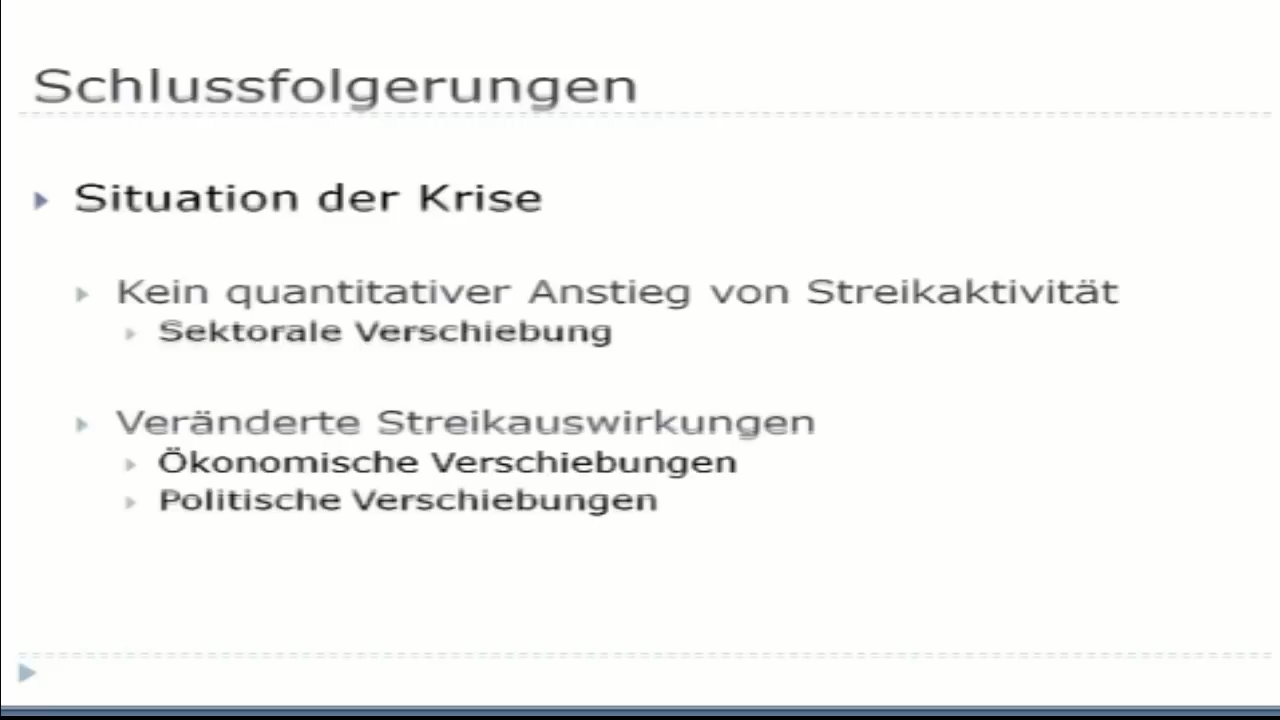 Schlussfolgerungen
Situation der Krise
Kein quantitativer Anstieg von Streikaktivität
Sektorale Verschiebung
Veränderte Streikauswirkungen
Ökonomische Verschiebungen
Politische Verschiebungen